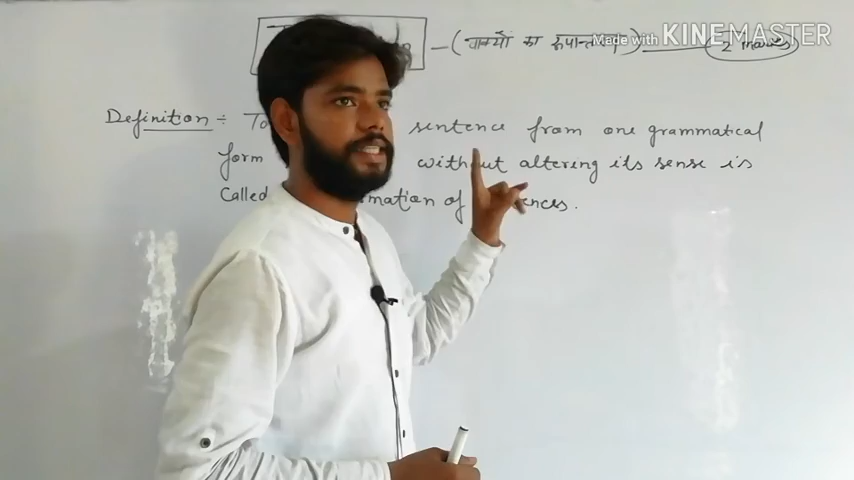 – (वाक्यों का रूपान्तरण) — 2 marks
Made with KINEMASTER
Definition ÷ To sentence from one grammatical
form without altering its sense is
Called mation of ences.